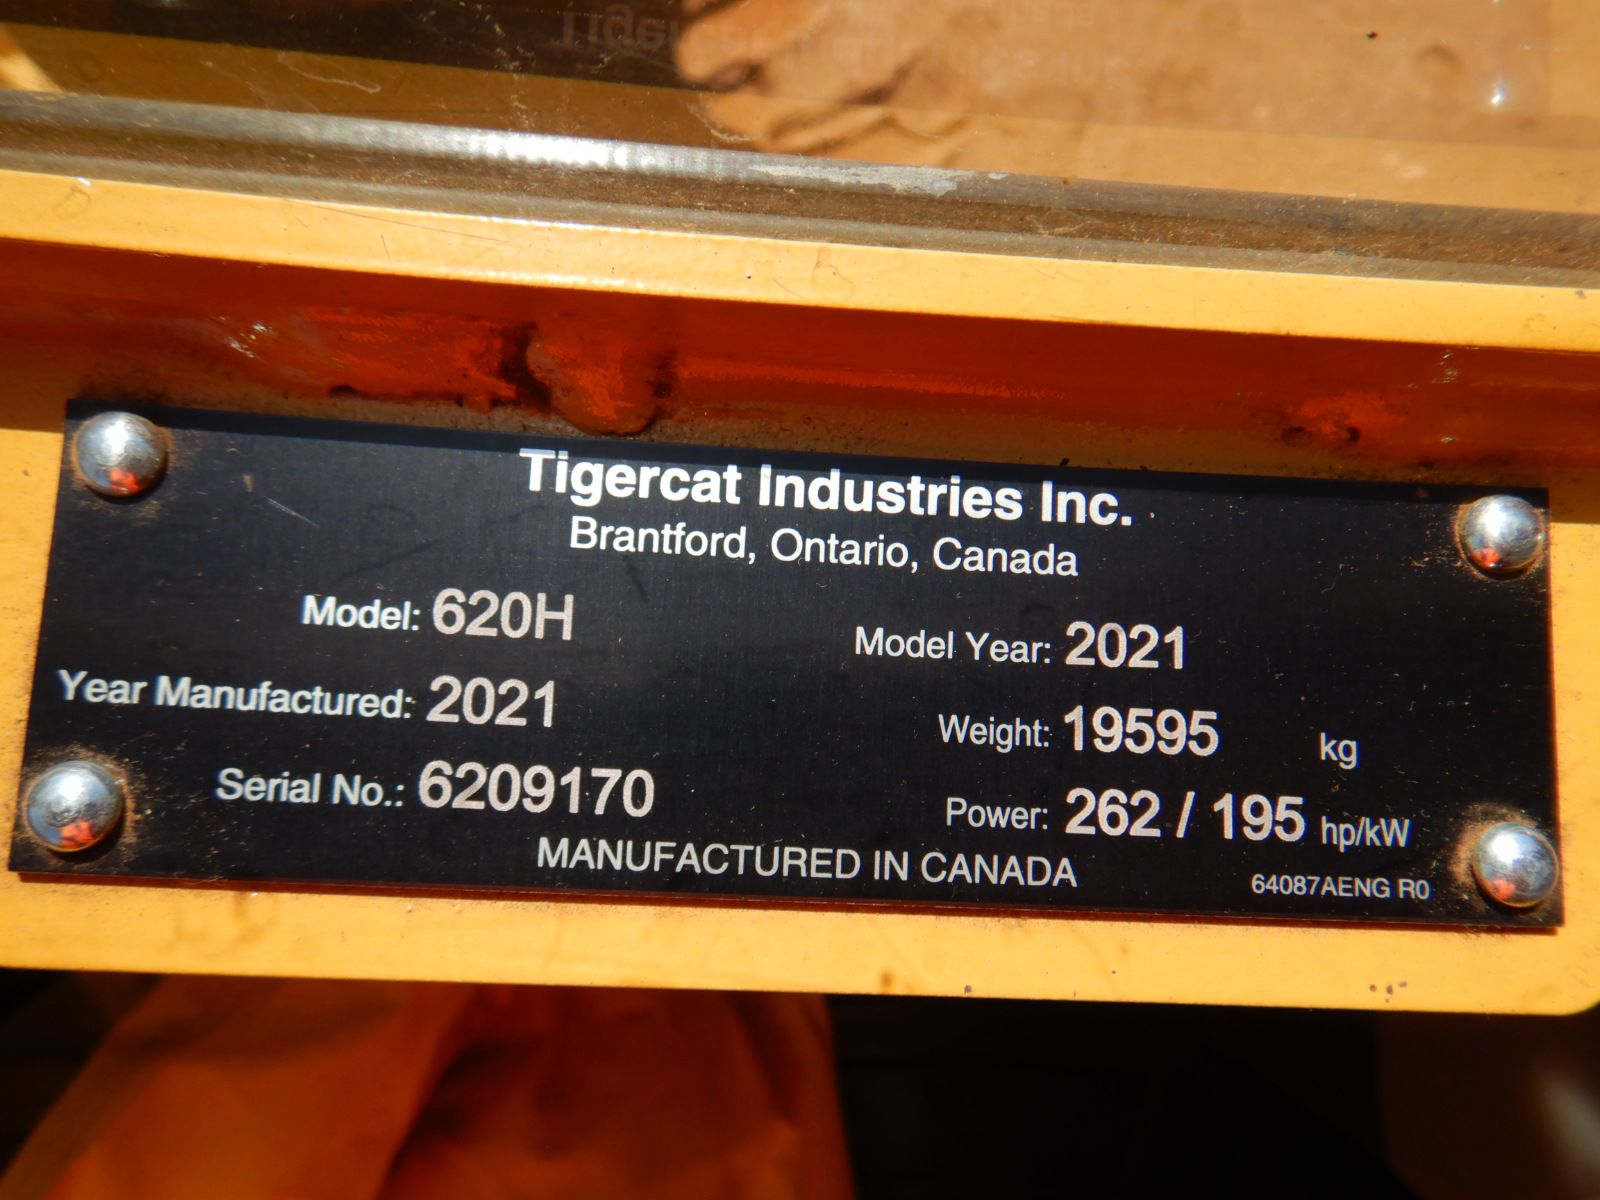 Tigercat Industries Inc.
Brantford, Ontario, Canada
Model: 620H
Model Year: 2021
Year Manufactured: 2021
Weight: 19595 kg
Serial No.: 6209170
Power: 262 / 195 hp/kW
MANUFACTURED IN CANADA
64087AENG R0